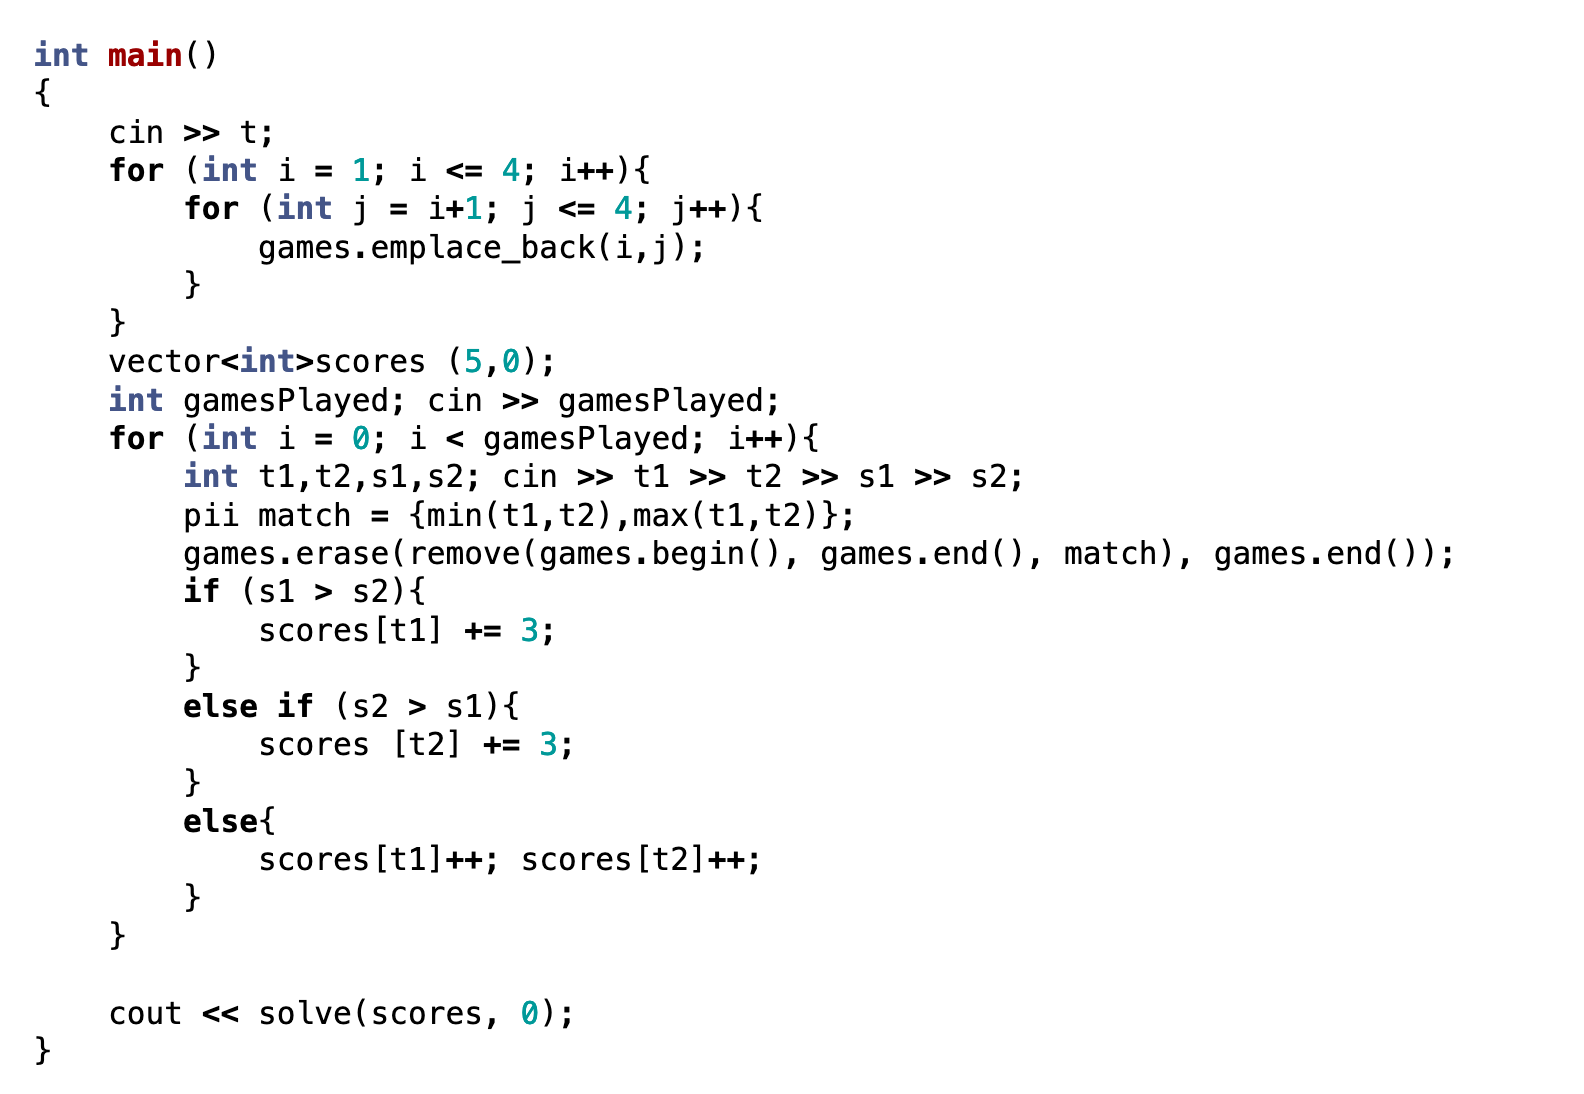 int main()
{
    cin >> t;
    for (int i = 1; i <= 4; i++){
        for (int j = i+1; j <= 4; j++){
            games.emplace_back(i,j);
        }
    }
    vector<int>scores (5,0);
    int gamesPlayed; cin >> gamesPlayed;
    for (int i = 0; i < gamesPlayed; i++){
        int t1,t2,s1,s2; cin >> t1 >> t2 >> s1 >> s2;
        pii match = {min(t1,t2),max(t1,t2)};
        games.erase(remove(games.begin(), games.end(), match), games.end());
        if (s1 > s2){
            scores[t1] += 3;
        }
        else if (s2 > s1){
            scores [t2] += 3;
        }
        else{
            scores[t1]++; scores[t2]++;
        }
    }

    cout << solve(scores, 0);
}